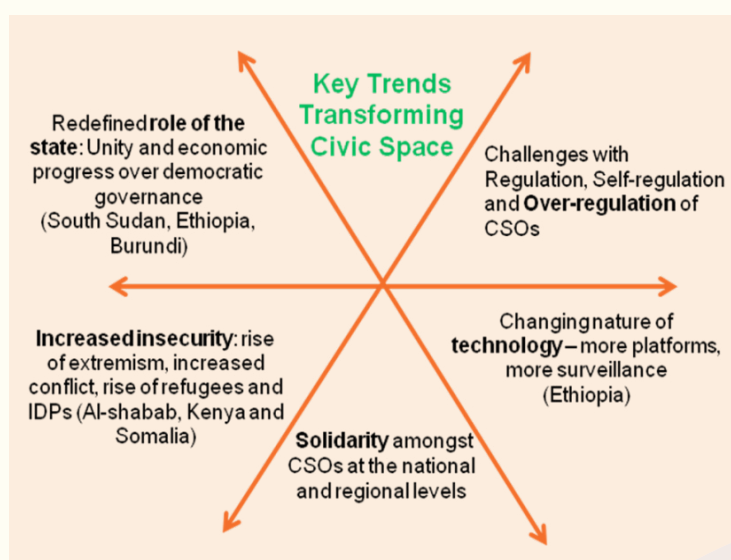 Key Trends
Transforming
Civic Space
Redefined role of the
state: Unity and economic
progress over democratic
governance
(South Sudan, Ethiopia,
Burundi)
Challenges with
Regulation, Self-regulation
and Over-regulation of
CSOs
Increased insecurity: rise
of extremism, increased
conflict, rise of refugees and
IDPs (Al-shabab, Kenya and
Somalia)
Changing nature of
technology – more platforms,
more surveillance
(Ethiopia)
Solidarity amongst
CSOs at the national
and regional levels